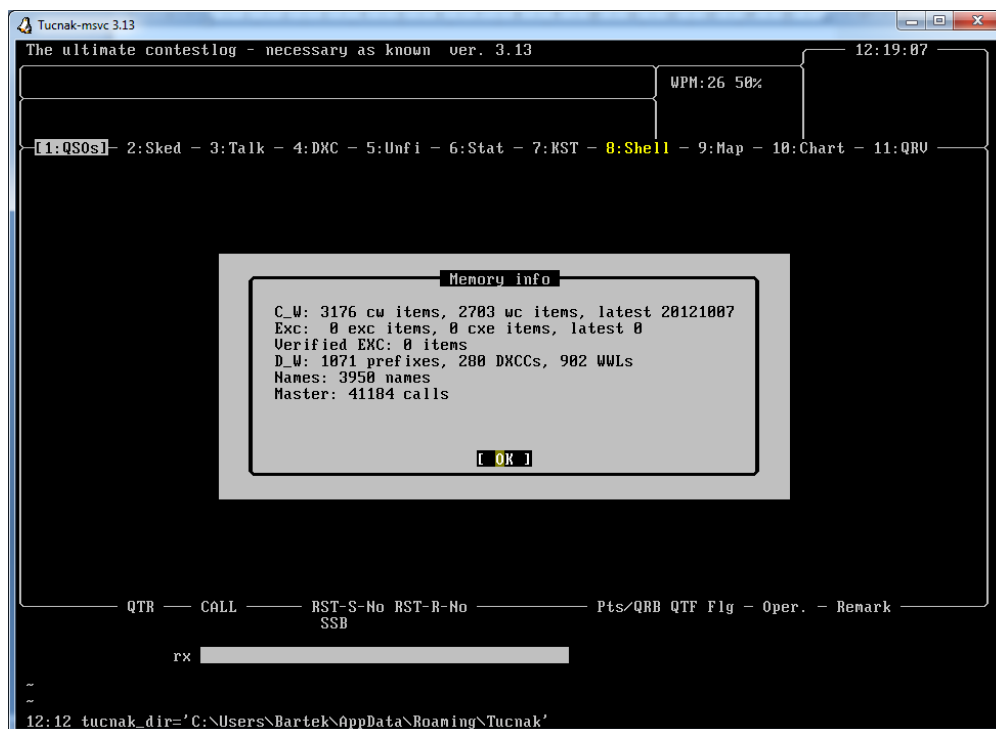 Tucnak-msvc 3.13
The ultimate contestlog - necessary as known ver. 3.13 12:19:07
WPM:26 50%
[1:QSOs] 2:Sked - 3:Talk - 4:DXC - 5:Unfi - 6:Stat - 7:KST - 8:Shell - 9:Map - 10:Chart - 11:QRV
Memory info
C_W: 3176 cw items, 2703 wc items, latest 20121007
Exc: 0 exc items, 0 cxe items, latest 0
Verified EXC: 0 items
D_W: 1071 prefixes, 280 DXCCs, 902 WWLs
Names: 3950 names
Master: 41184 calls
[ OK ]
QTR CALL RST-S-No RST-R-No Pts/QRB QTF Flg - Oper. - Remark
SSB
rx
~
~
12:12 tucnak_dir='C:\Users\Bartek\AppData\Roaming\Tucnak'